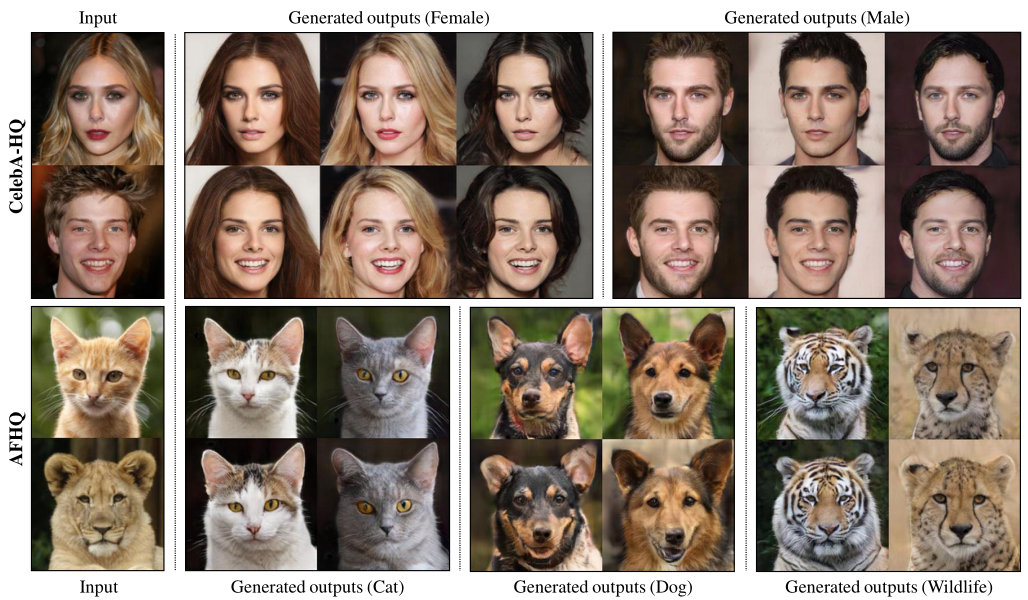 Input
Generated outputs (Female)
Generated outputs (Male)
CelebA-HQ
AFHQ
Input
Generated outputs (Cat)
Generated outputs (Dog)
Generated outputs (Wildlife)